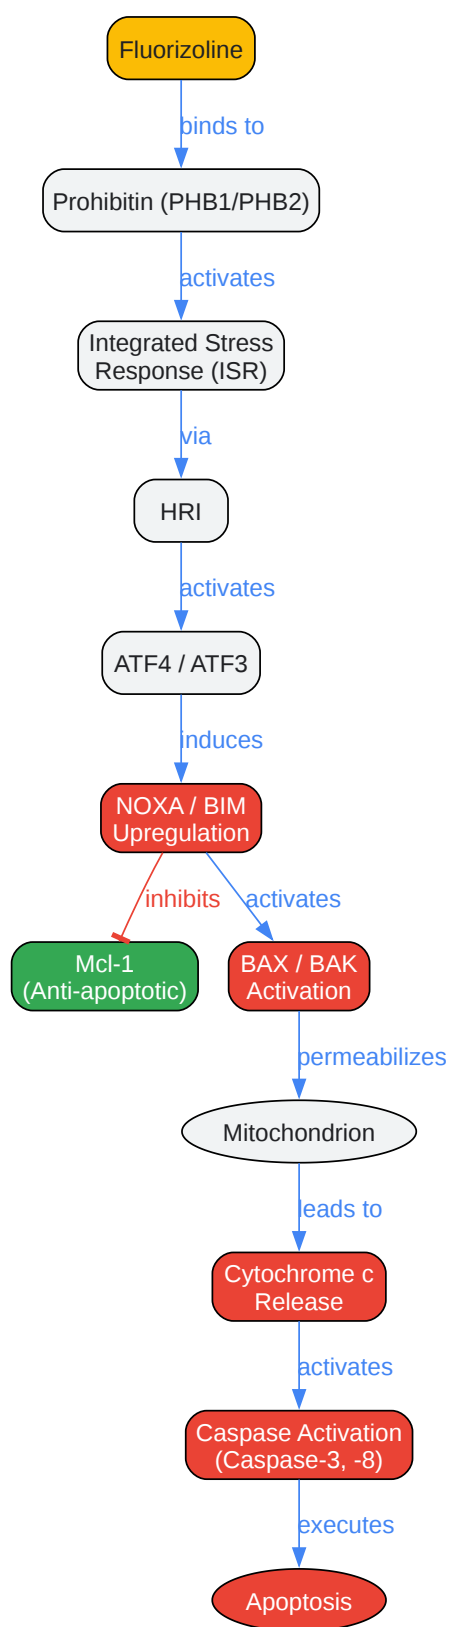 Fluorizoline
binds to
Prohibitin (PHB1/PHB2)
activates
Integrated Stress
Response (ISR)
via
HRI
activates
ATF4 / ATF3
induces
NOXA / BIM
Upregulation
inhibits
activates
Mcl-1
(Anti-apoptotic)
BAX / BAK
Activation
permeabilizes
Mitochondrion
leads to
Cytochrome c
Release
activates
Caspase Activation
(Caspase-3, -8)
executes
Apoptosis